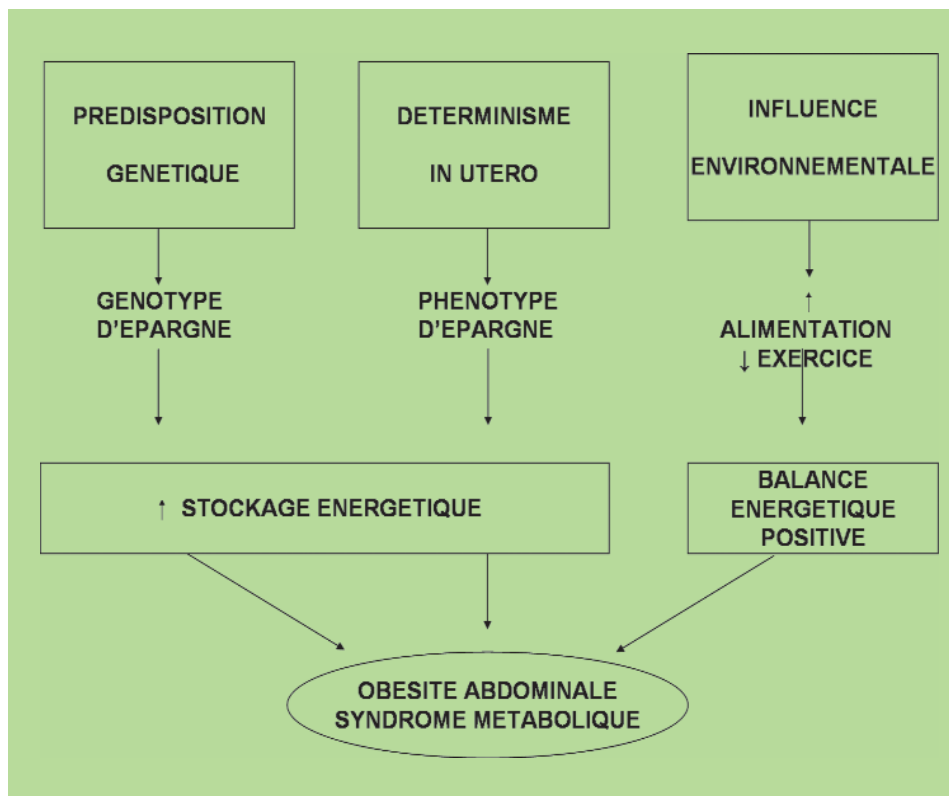 PREDISPOSITION
GENETIQUE
DETERMINISME
IN UTERO
INFLUENCE
ENVIRONNEMENTALE
GENOTYPE
D'EPARGNE
PHENOTYPE
D'EPARGNE
↑
ALIMENTATION
↓ EXERCICE
↑ STOCKAGE ENERGETIQUE
BALANCE
ENERGETIQUE
POSITIVE
OBESITE ABDOMINALE
SYNDROME METABOLIQUE